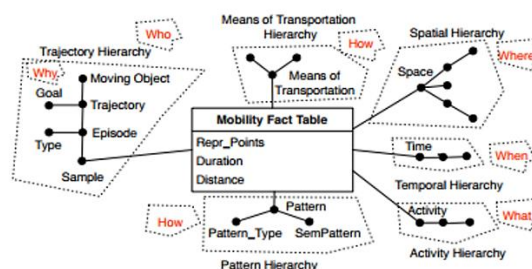 Who
Means of Transportation
Hierarchy
How
Spatial Hierarchy
Where
Trajectory Hierarchy
Why
Moving Object
Goal
Trajectory
Type
Episode
Sample
Means of
Transportation
Space
Mobility Fact Table
Repr_Points
Duration
Distance
Time
When
Temporal Hierarchy
How
Pattern
Pattern_Type
SemPattern
Pattern Hierarchy
Activity
What
Activity Hierarchy